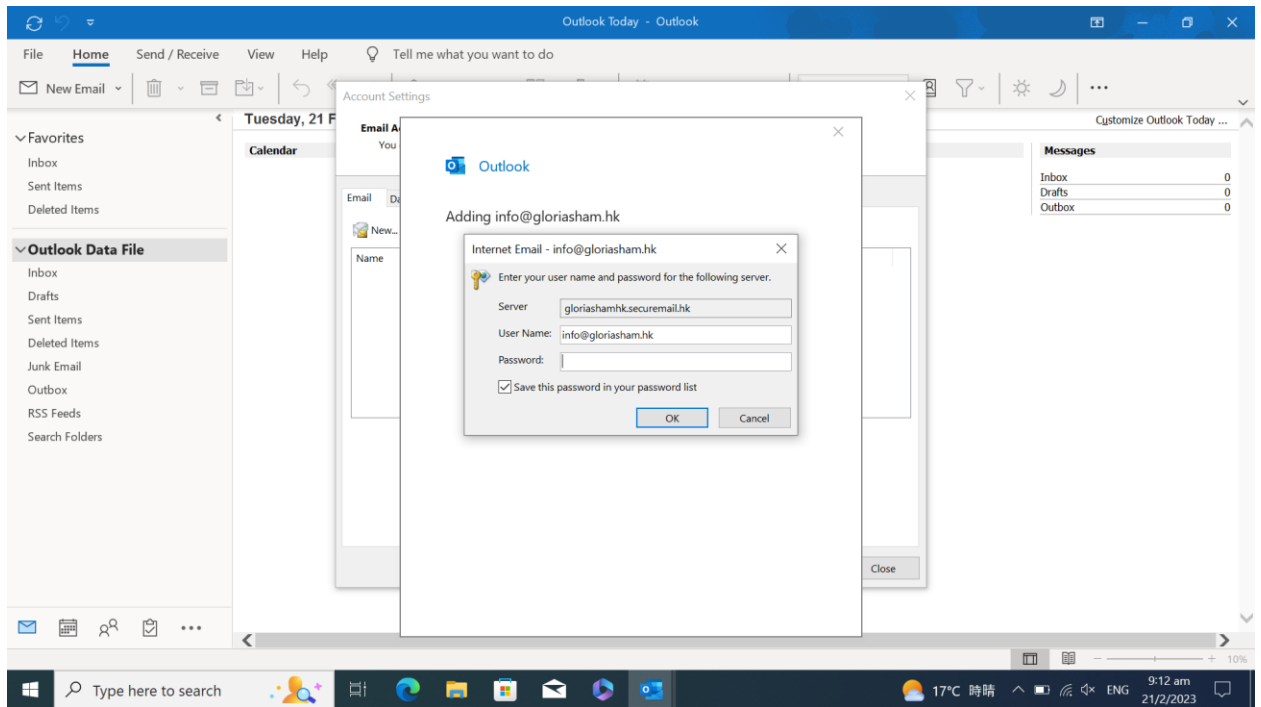 Outlook Today - Outlook
File Home Send / Receive View Help Tell me what you want to do
New Email
Account Settings
Tuesday, 21 F
Customize Outlook Today ...
Favorites
Inbox
Sent Items
Deleted Items
Outlook Data File
Inbox
Drafts
Sent Items
Deleted Items
Junk Email
Outbox
RSS Feeds
Search Folders
Calendar
Messages
Inbox 0
Drafts 0
Outbox 0
Email A
You
Email Da
New...
Name
Close
Outlook
Adding info@gloriasham.hk
Internet Email - info@gloriasham.hk
Enter your user name and password for the following server.
Server gloriashamhk.securemail.hk
User Name: info@gloriasham.hk
Password:
Save this password in your password list
OK Cancel
10%
Type here to search
17°C 時晴
ENG
9:12 am
21/2/2023